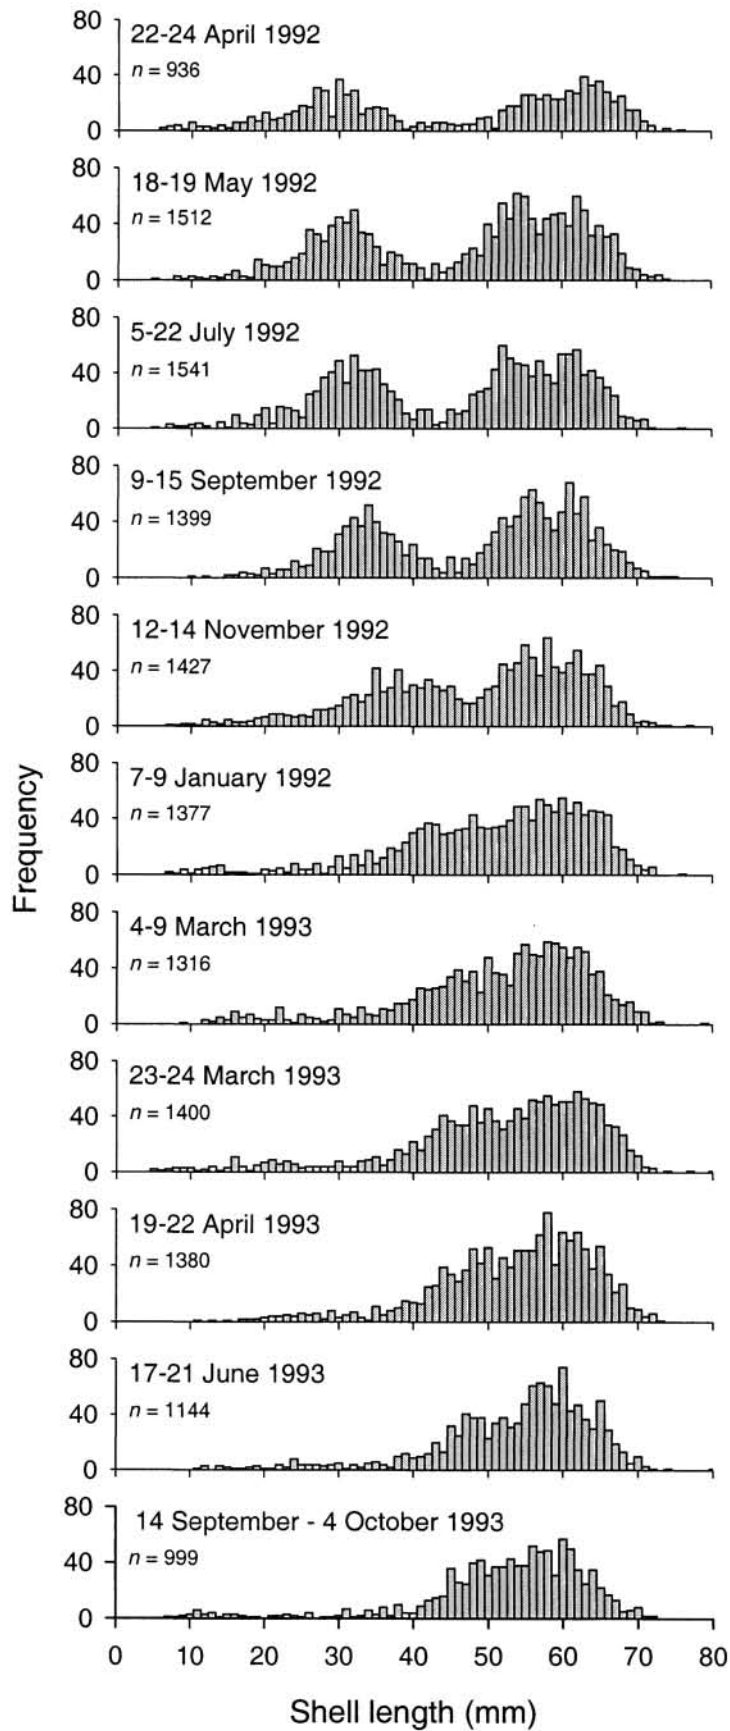 80
22-24 April 1992
40
n = 936
0
80
18-19 May 1992
40
n = 1512
0
80
5-22 July 1992
40
n = 1541
0
80
9-15 September 1992
40
n = 1399
0
80
12-14 November 1992
40
n = 1427
0
80
7-9 January 1992
40
n = 1377
0
80
4-9 March 1993
40
n = 1316
0
80
23-24 March 1993
40
n = 1400
0
80
19-22 April 1993
40
n = 1380
0
80
17-21 June 1993
40
n = 1144
0
80
14 September - 4 October 1993
40
n = 999
0
0 10 20 30 40 50 60 70 80
Shell length (mm)
Frequency